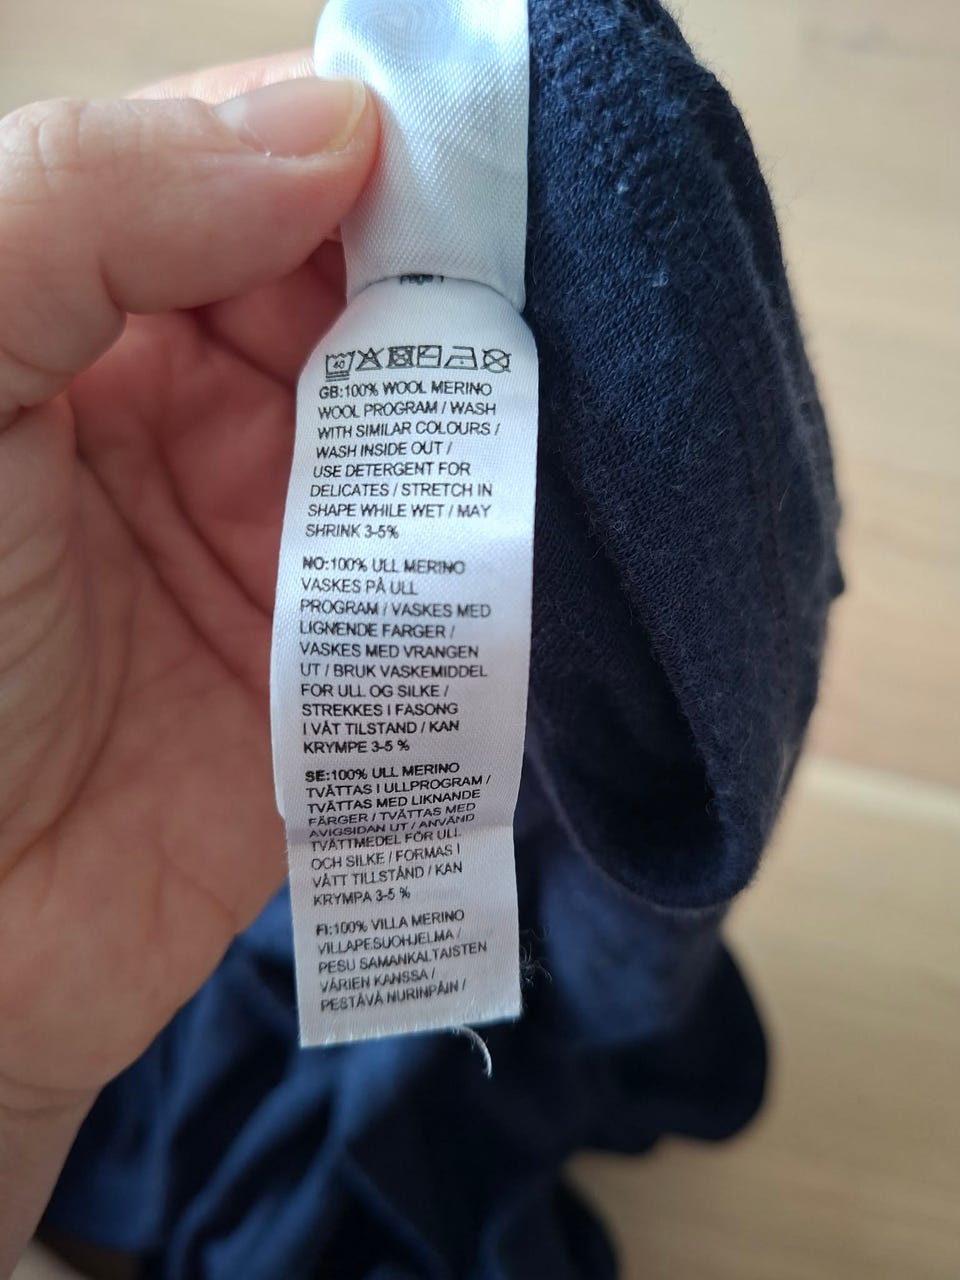 Page 1
40
GB:100% WOOL MERINO
WOOL PROGRAM / WASH
WITH SIMILAR COLOURS /
WASH INSIDE OUT /
USE DETERGENT FOR
DELICATES / STRETCH IN
SHAPE WHILE WET / MAY
SHRINK 3-5%
NO:100% ULL MERINO
VASKES PÅ ULL
PROGRAM / VASKES MED
LIGNENDE FARGER /
VASKES MED VRANGEN
UT / BRUK VASKEMIDDEL
FOR ULL OG SILKE /
STREKKES I FASONG
I VÅT TILSTAND / KAN
KRYMPE 3-5 %
SE:100% ULL MERINO
TVÄTTAS I ULLPROGRAM /
TVÄTTAS MED LIKNANDE
FÄRGER / TVÄTTAS MED
AVIGSIDAN UT / ANVÄND
TVÄTTMEDEL FÖR ULL
OCH SILKE / FORMAS I
VÅTT TILLSTÅND / KAN
KRYMPA 3-5 %
FI:100% VILLA MERINO
VILLAPESUOHJELMA /
PESU SAMANKALTAISTEN
VÄRIEN KANSSA /
PESTÄVÄ NURINPÄIN /